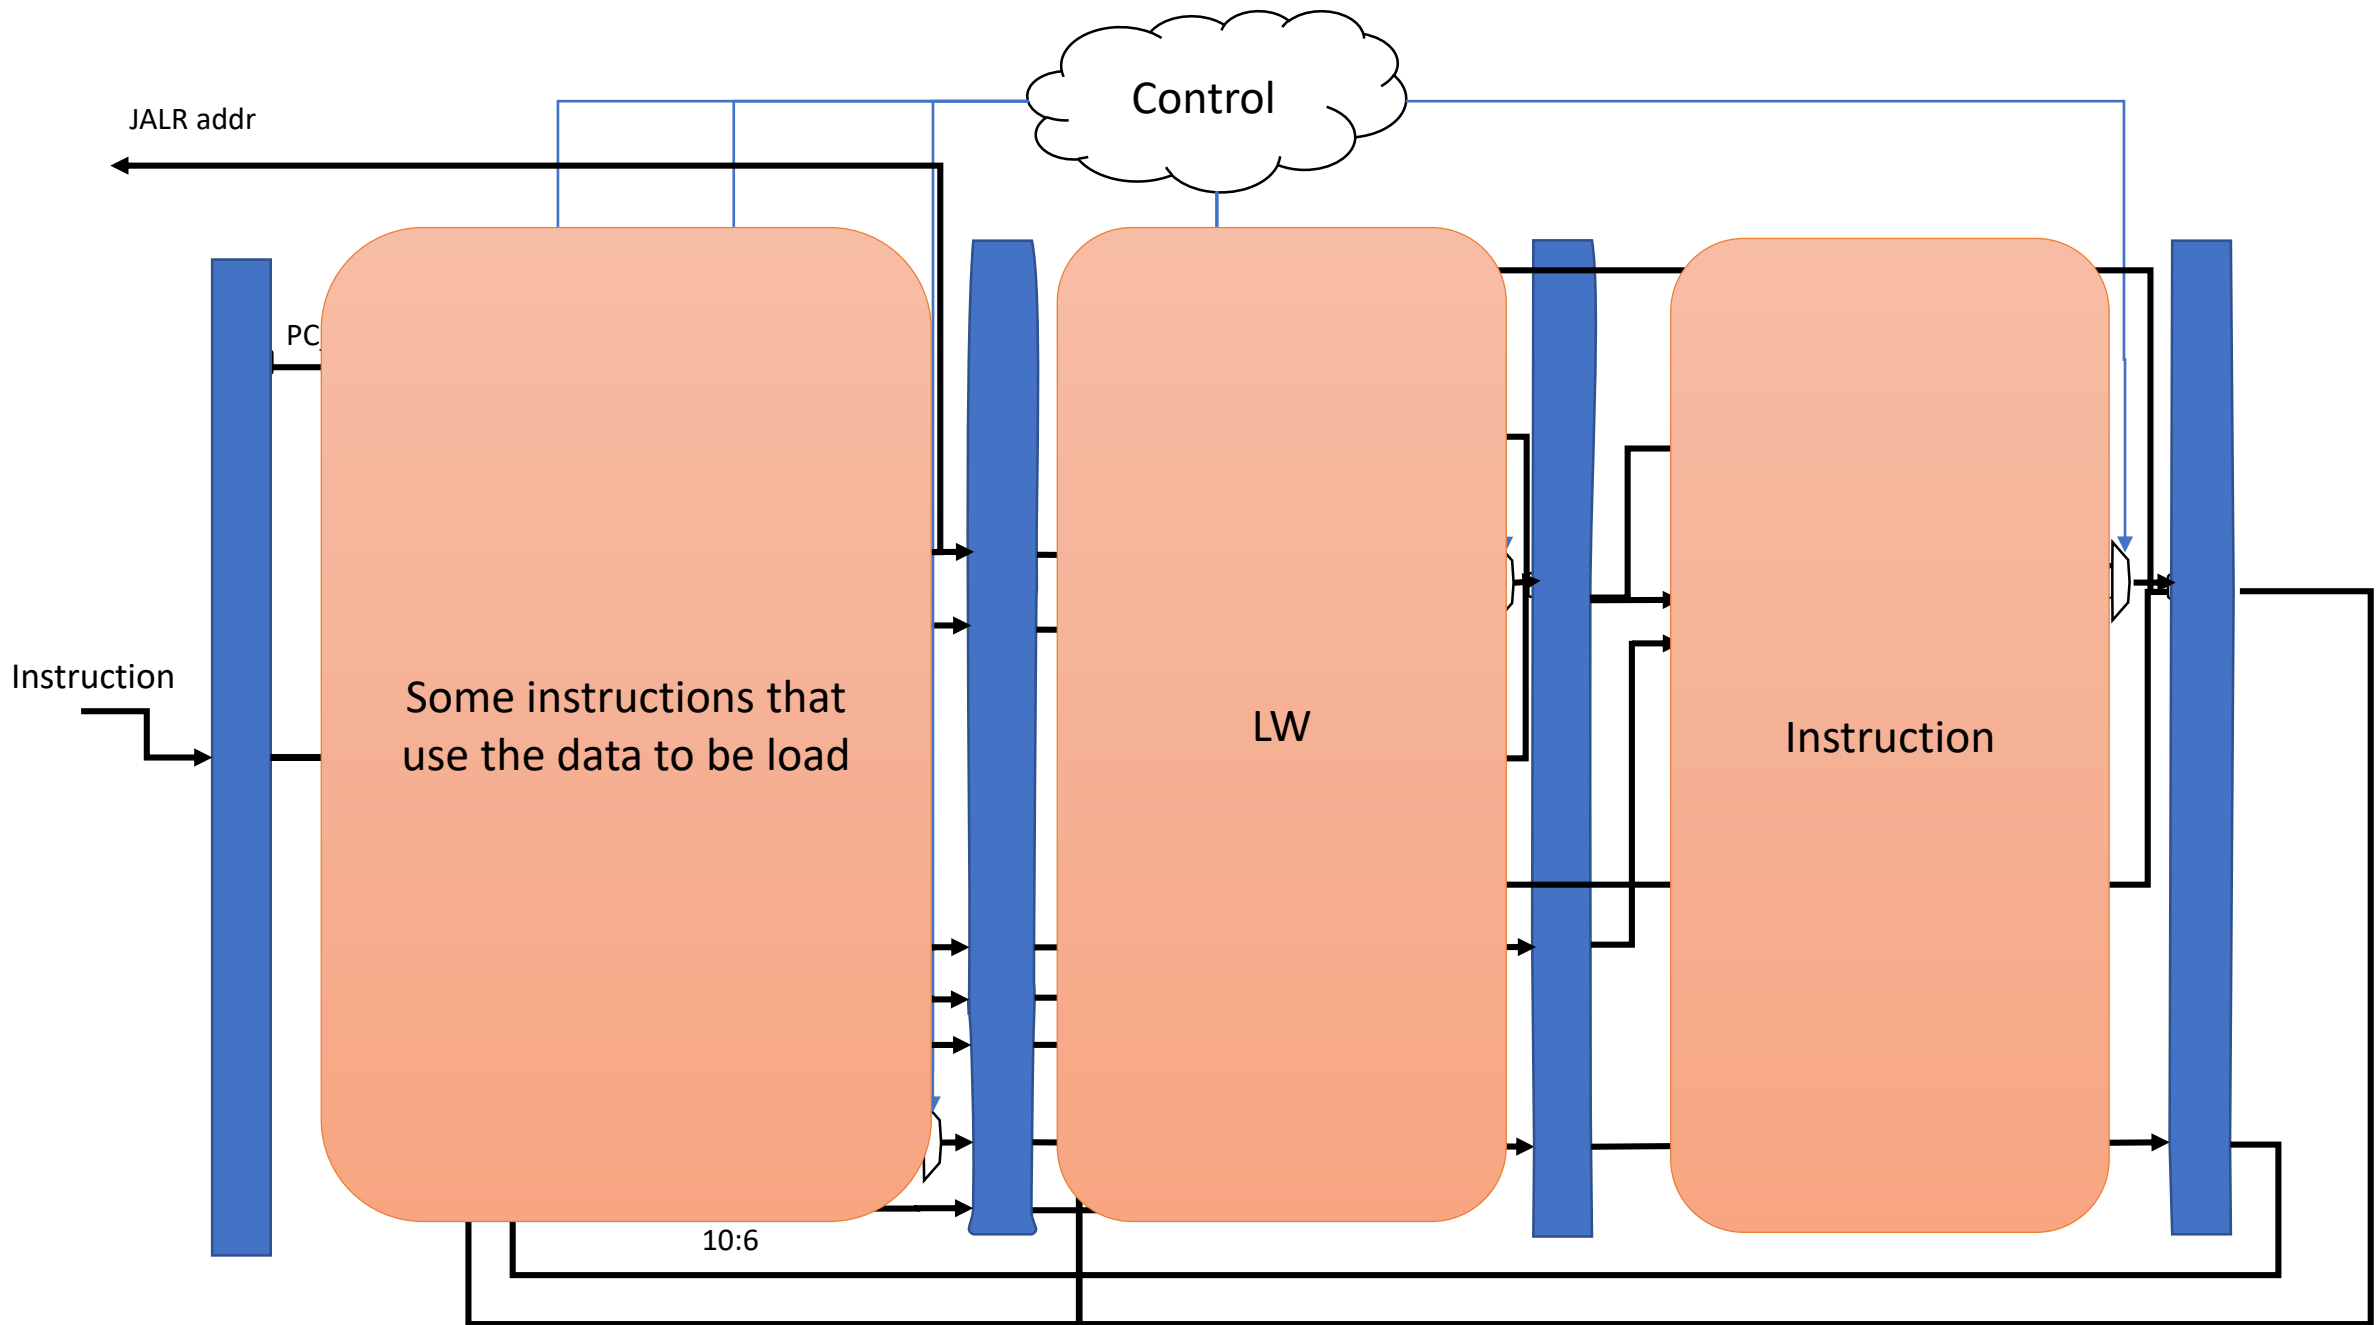 Control
JALR addr
PC
Instruction
Some instructions that
use the data to be load
LW
Instruction
10:6